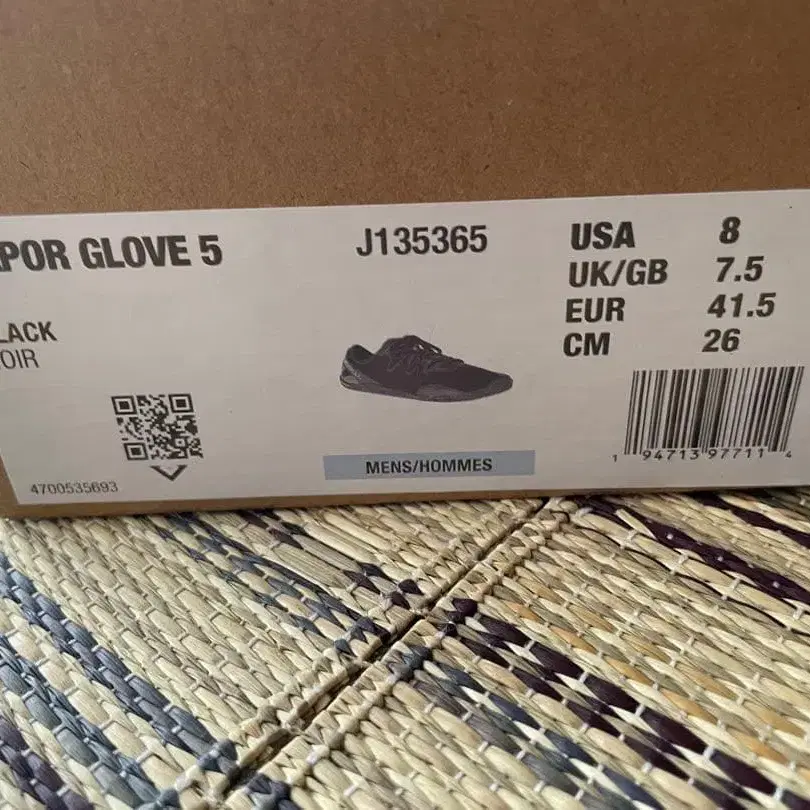 POR GLOVE 5
J135365
USA 8
UK/GB 7.5
EUR 41.5
CM 26
LACK
OIR
MENS/HOMMES
4700535693
1 94713 97711 4